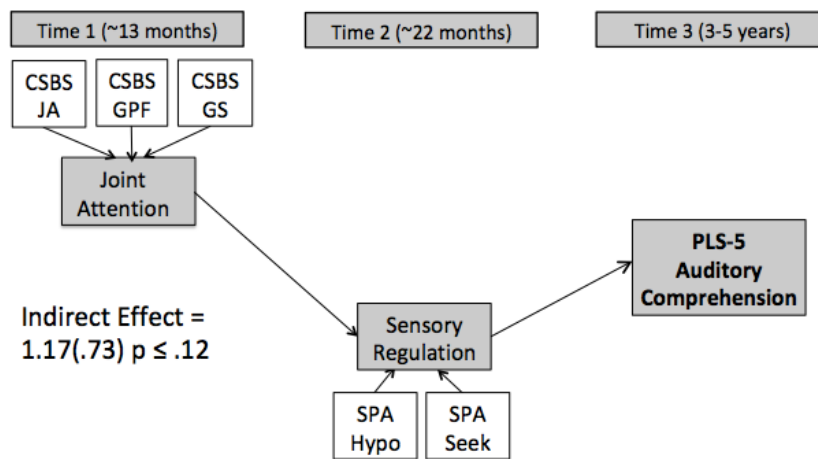 Time 1 (~13 months)
Time 2 (~22 months)
Time 3 (3-5 years)
CSBS
JA
CSBS
GPF
CSBS
GS
Joint
Attention
PLS-5
Auditory
Comprehension
Indirect Effect =
1.17(.73) p ≤ .12
Sensory
Regulation
SPA
Hypo
SPA
Seek